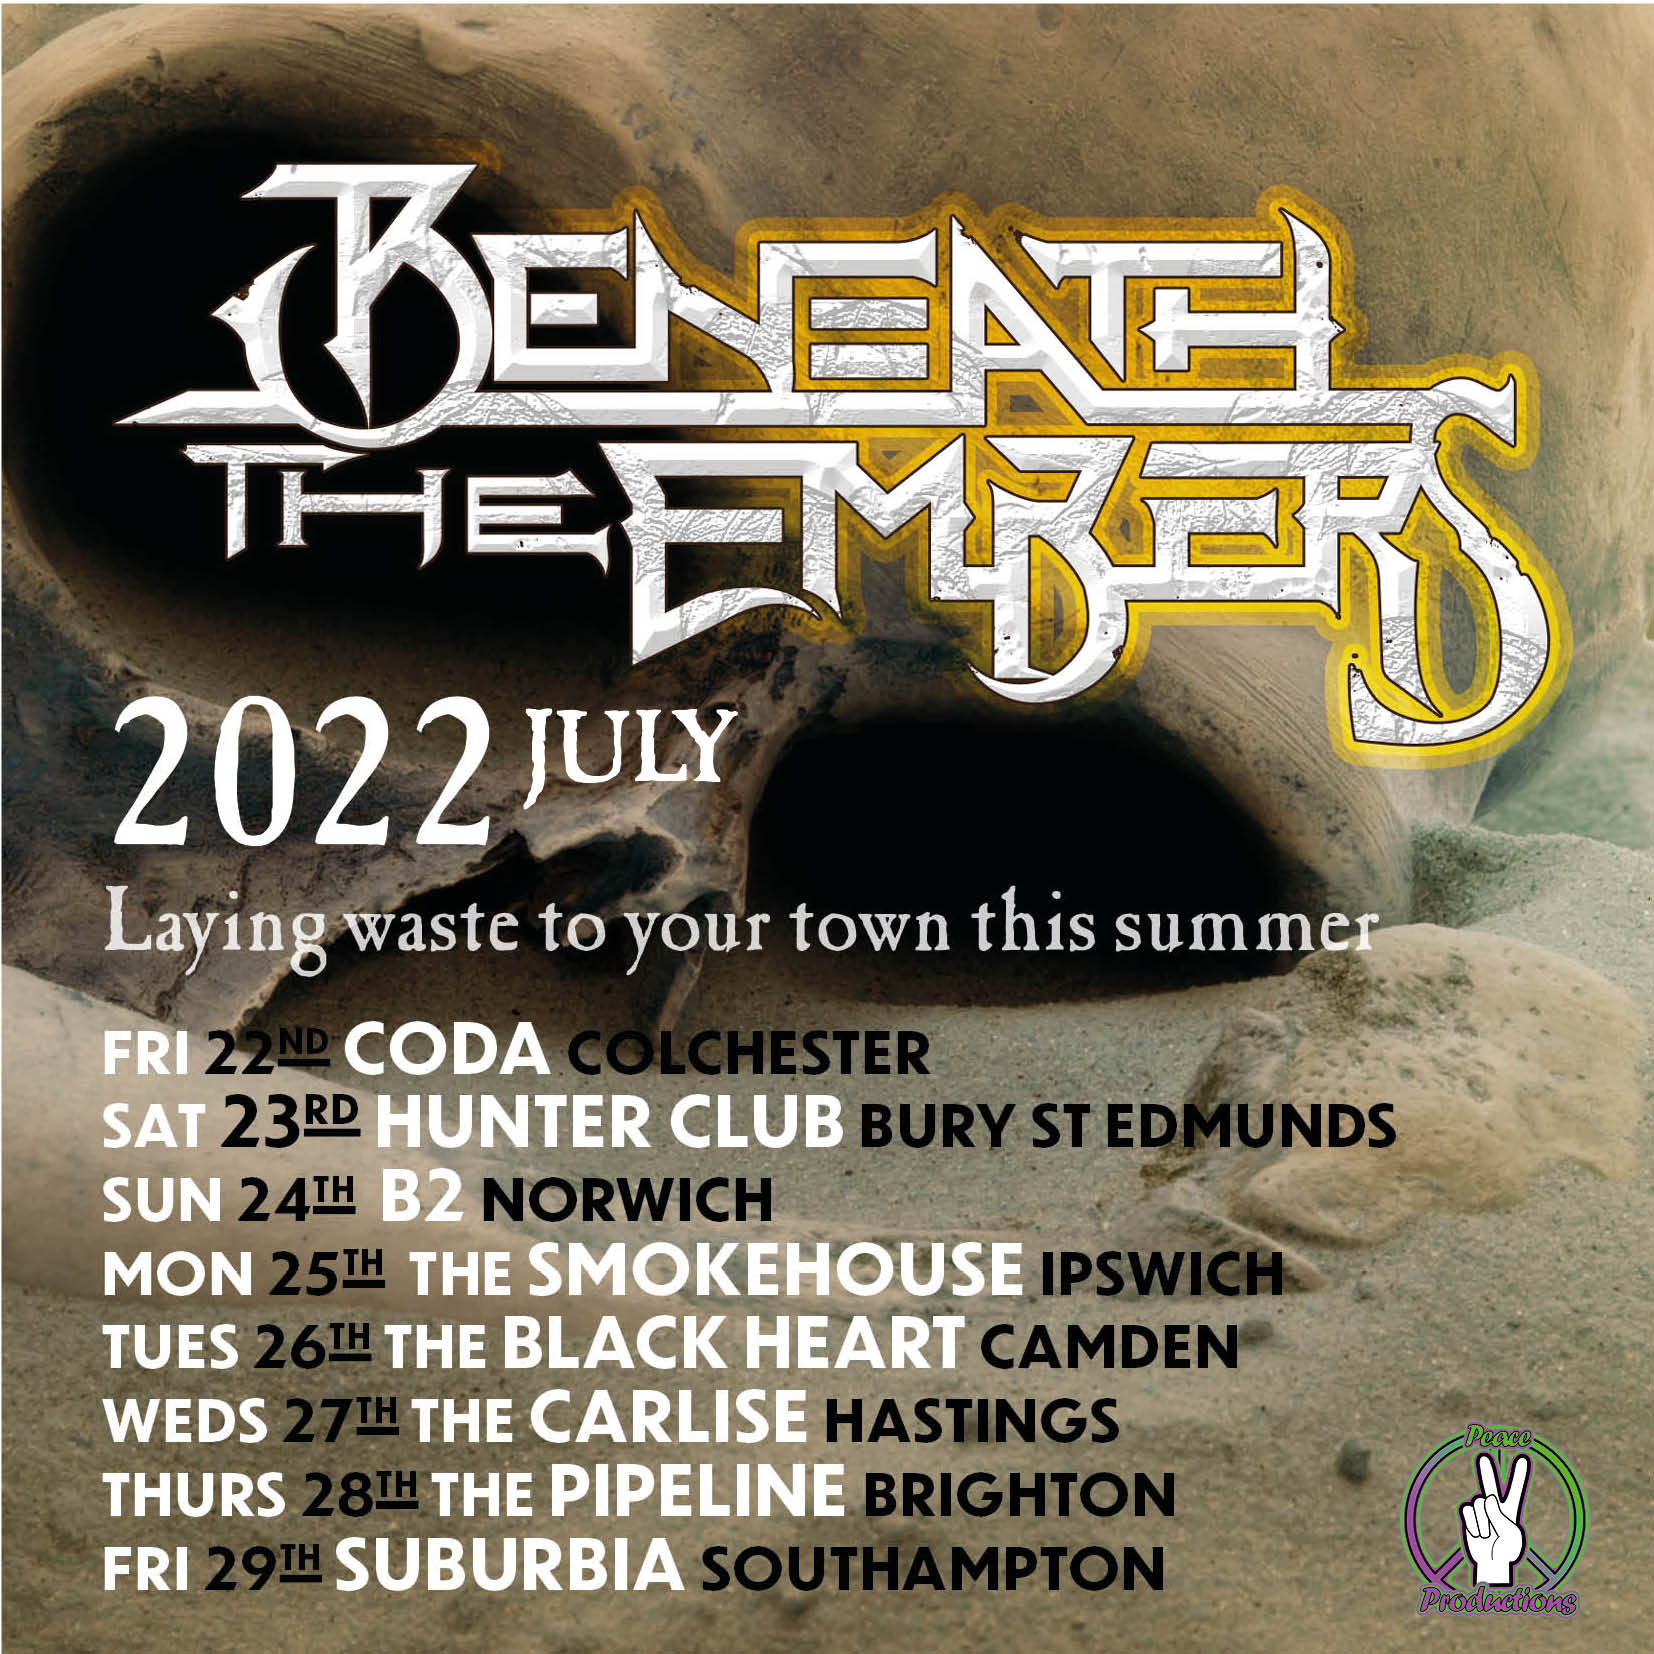 BENEATH
THE EMBERS
2022 JULY
Laying waste to your town this summer
FRI 22ND CODA COLCHESTER
SAT 23RD HUNTER CLUB BURY ST EDMUNDS
SUN 24TH B2 NORWICH
MON 25TH THE SMOKEHOUSE IPSWICH
TUES 26TH THE BLACK HEART CAMDEN
WEDS 27TH THE CARLISE HASTINGS
THURS 28TH THE PIPELINE BRIGHTON
FRI 29TH SUBURBIA SOUTHAMPTON
Peace
Productions